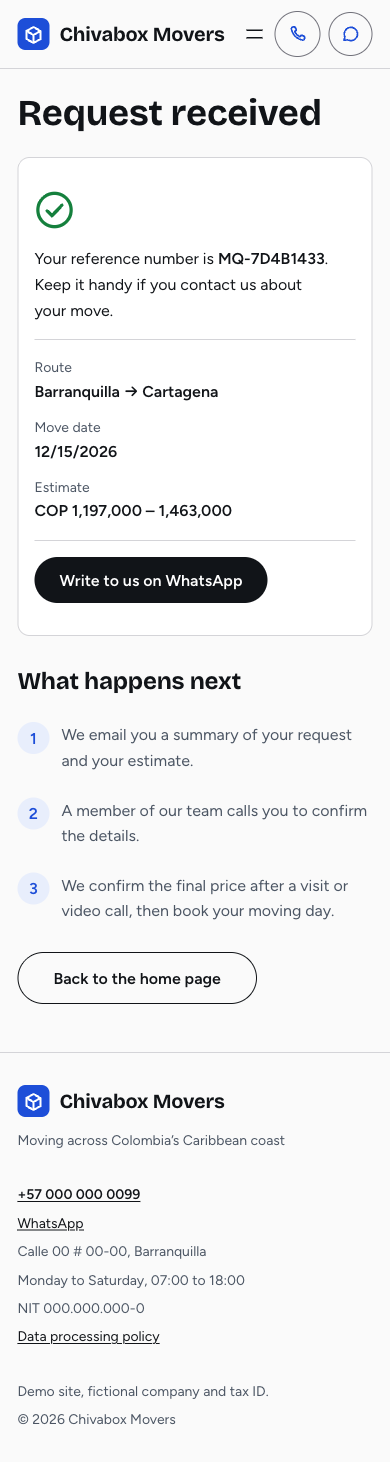 Chivabox Movers
Request received
Your reference number is MQ-7D4B1433.
Keep it handy if you contact us about
your move.
Route
Barranquilla → Cartagena
Move date
12/15/2026
Estimate
COP 1,197,000 – 1,463,000
Write to us on WhatsApp
What happens next
1 We email you a summary of your request
and your estimate.
2 A member of our team calls you to confirm
the details.
3 We confirm the final price after a visit or
video call, then book your moving day.
Back to the home page
Chivabox Movers
Moving across Colombia’s Caribbean coast
+57 000 000 0099
WhatsApp
Calle 00 # 00-00, Barranquilla
Monday to Saturday, 07:00 to 18:00
NIT 000.000.000-0
Data processing policy
Demo site, fictional company and tax ID.
© 2026 Chivabox Movers